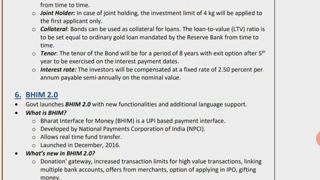 from time to time.
o Joint Holder: In case of joint holding, the investment limit of 4 kg will be applied to
the first applicant only.
o Collateral: Bonds can be used as collateral for loans. The loan-to-value (LTV) ratio is
to be set equal to ordinary gold loan mandated by the Reserve Bank from time to
time.
o Tenor: The tenor of the Bond will be for a period of 8 years with exit option after 5th
year to be exercised on the interest payment dates.
o Interest rate: The investors will be compensated at a fixed rate of 2.50 percent per
annum payable semi-annually on the nominal value.
6. BHIM 2.0
• Govt launches BHIM 2.0 with new functionalities and additional language support.
• What is BHIM?
o Bharat Interface for Money (BHIM) is a UPI based payment interface.
o Developed by National Payments Corporation of India (NPCI).
o Allows real time fund transfer.
o Launched in December, 2016.
• What's new in BHIM 2.0?
o Donation' gateway, increased transaction limits for high value transactions, linking
multiple bank accounts, offers from merchants, option of applying in IPO, gifting
money.